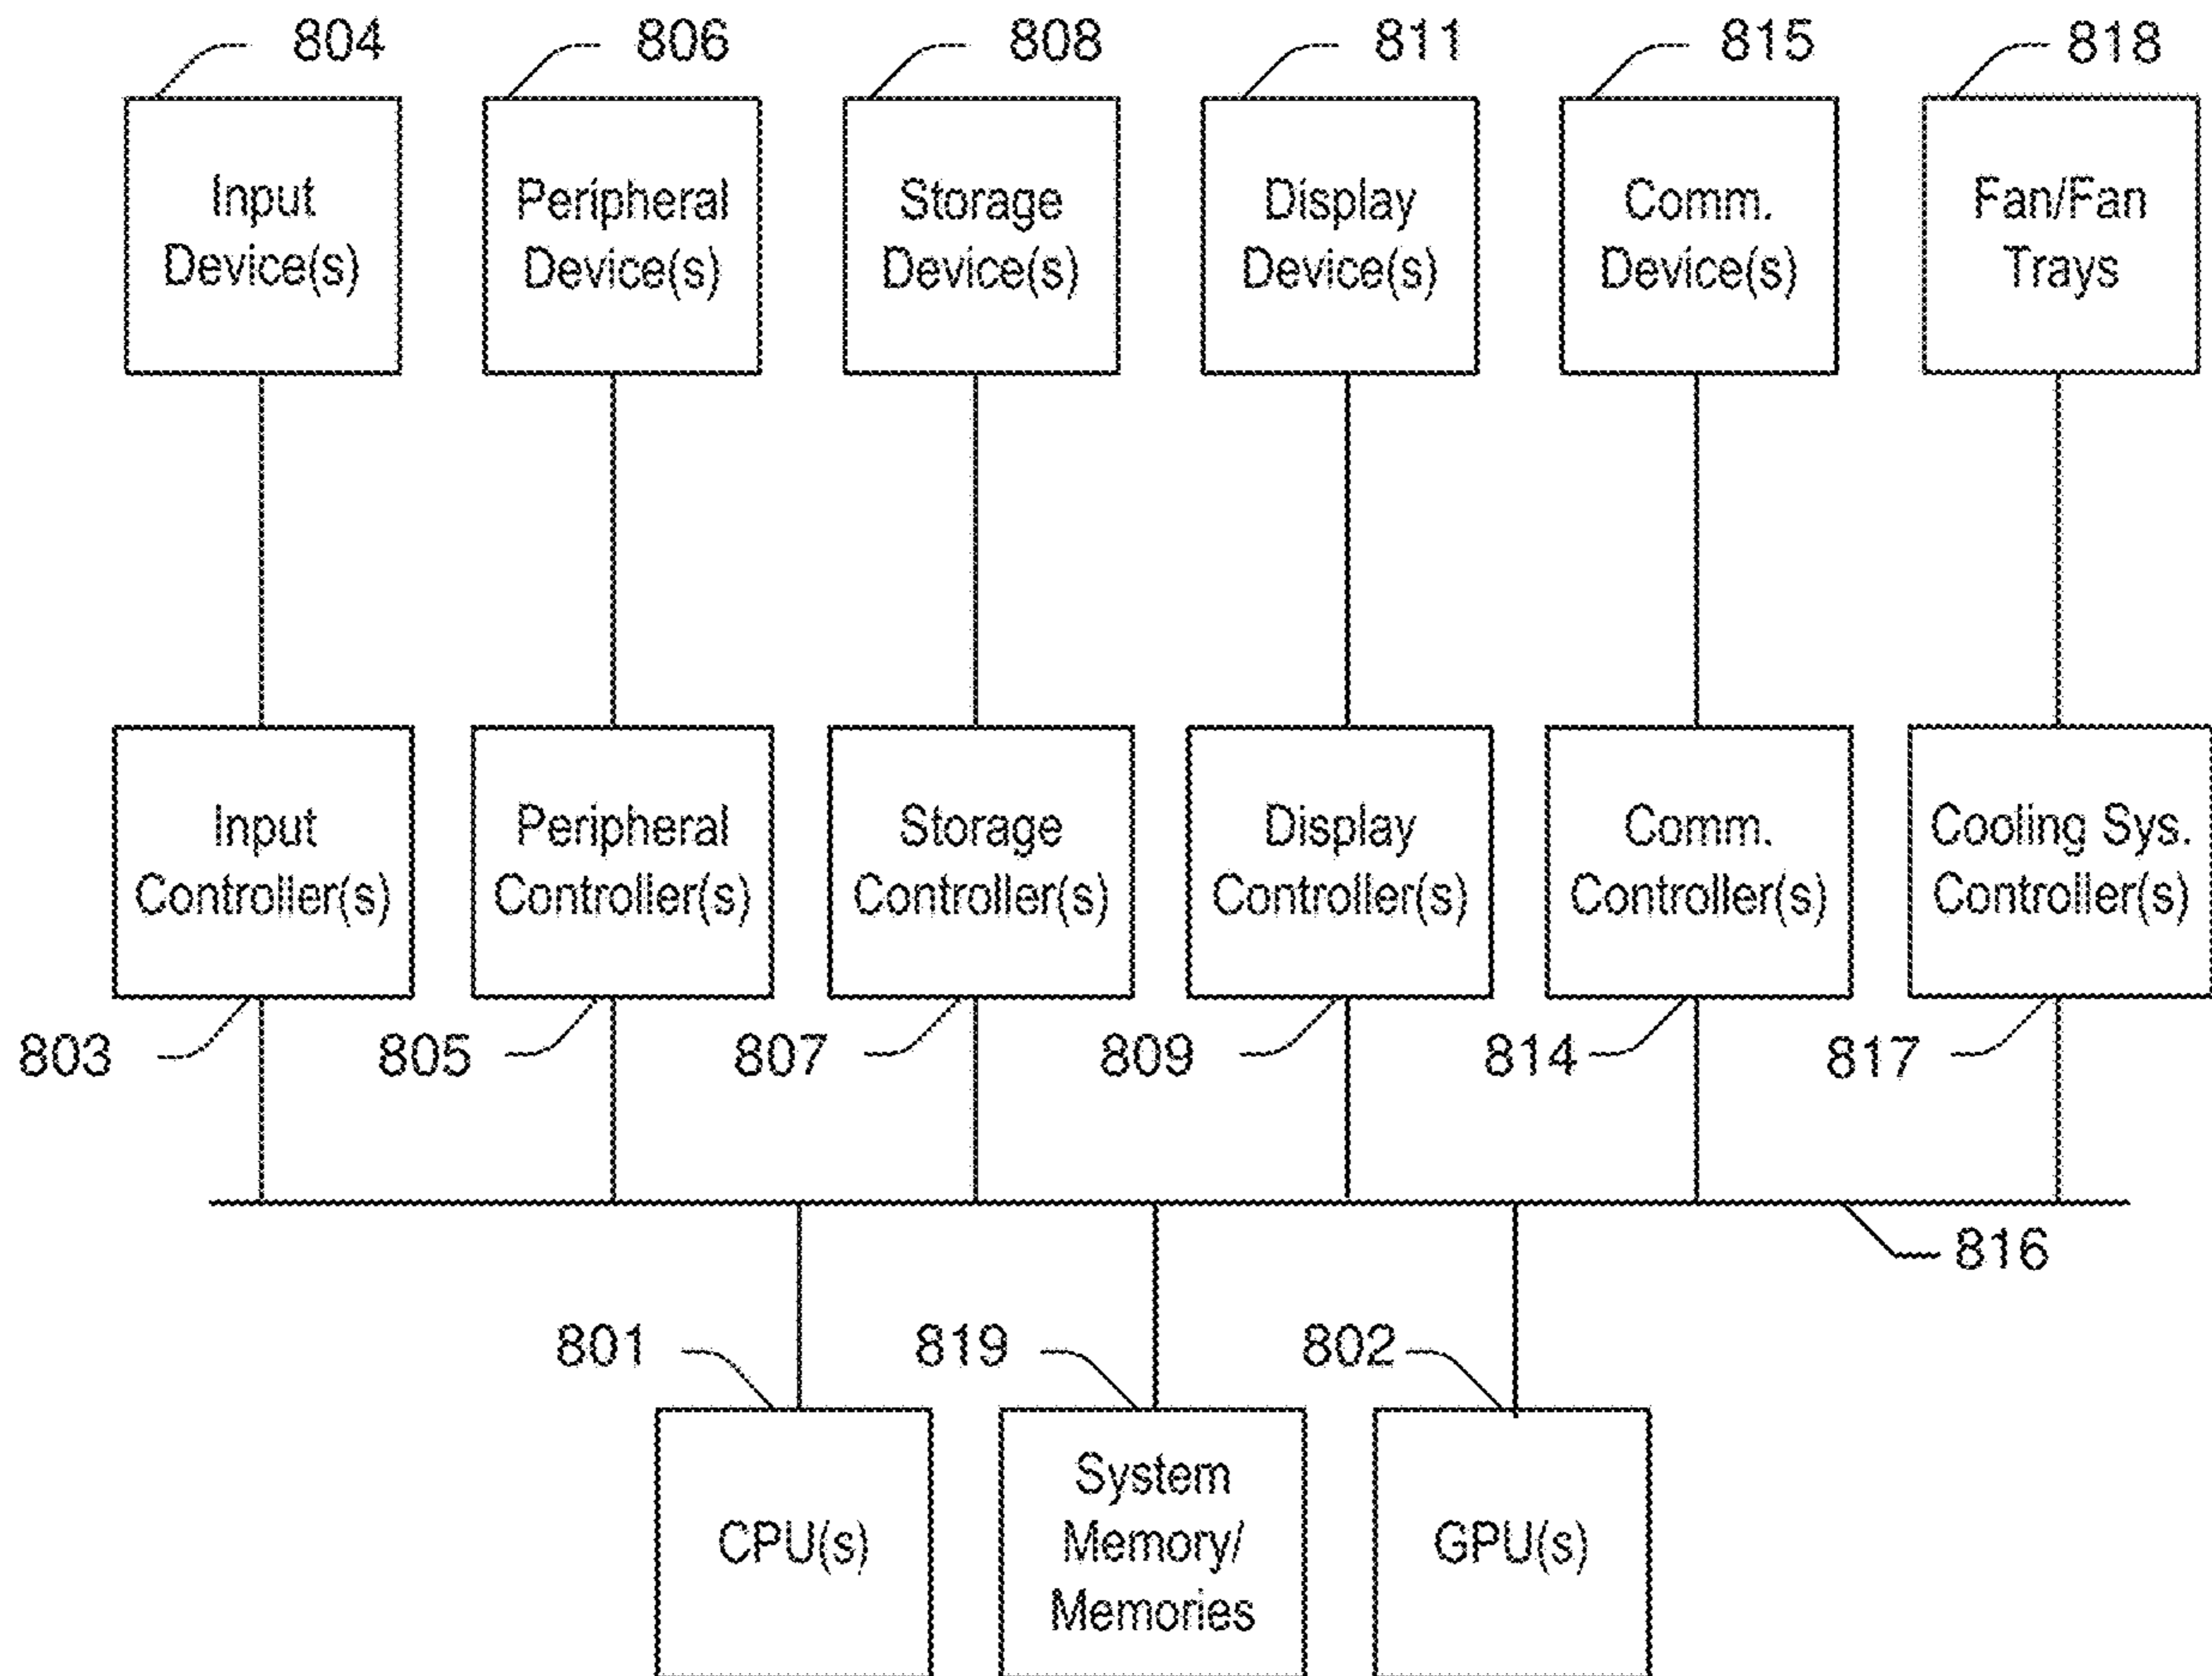 804
806
808
811
815
818
Input
Device(s)
Peripheral
Device(s)
Storage
Device(s)
Display
Device(s)
Comm.
Device(s)
Fan/Fan
Trays
Input
Controller(s)
Peripheral
Controller(s)
Storage
Controller(s)
Display
Controller(s)
Comm.
Controller(s)
Cooling Sys.
Controller(s)
803
805
807
809
814
817
816
801
819
802
CPU(s)
System
Memory/
Memories
GPU(s)